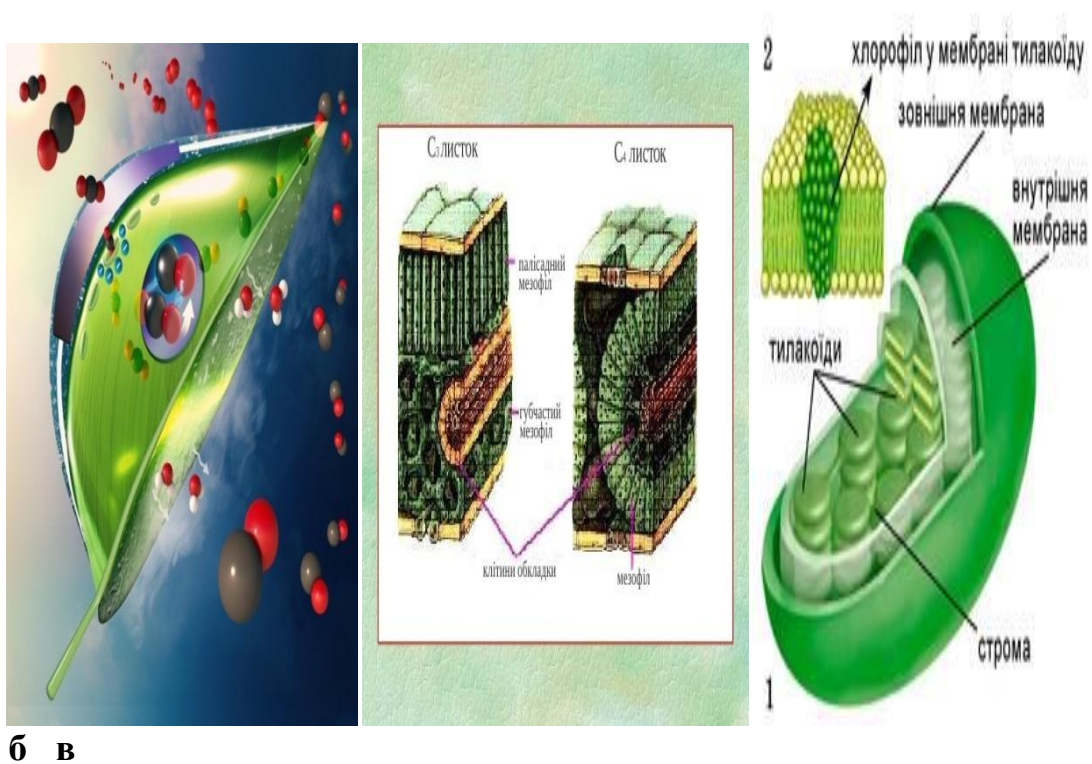 С₃ листок
С₄ листок
палісадний
мезофіл
губчастий
мезофіл
клітини обкладки
мезофіл
2
хлорофіл у мембрані тилакоїду
зовнішня мембрана
внутрішня
мембрана
тилакоїди
строма
1
б в